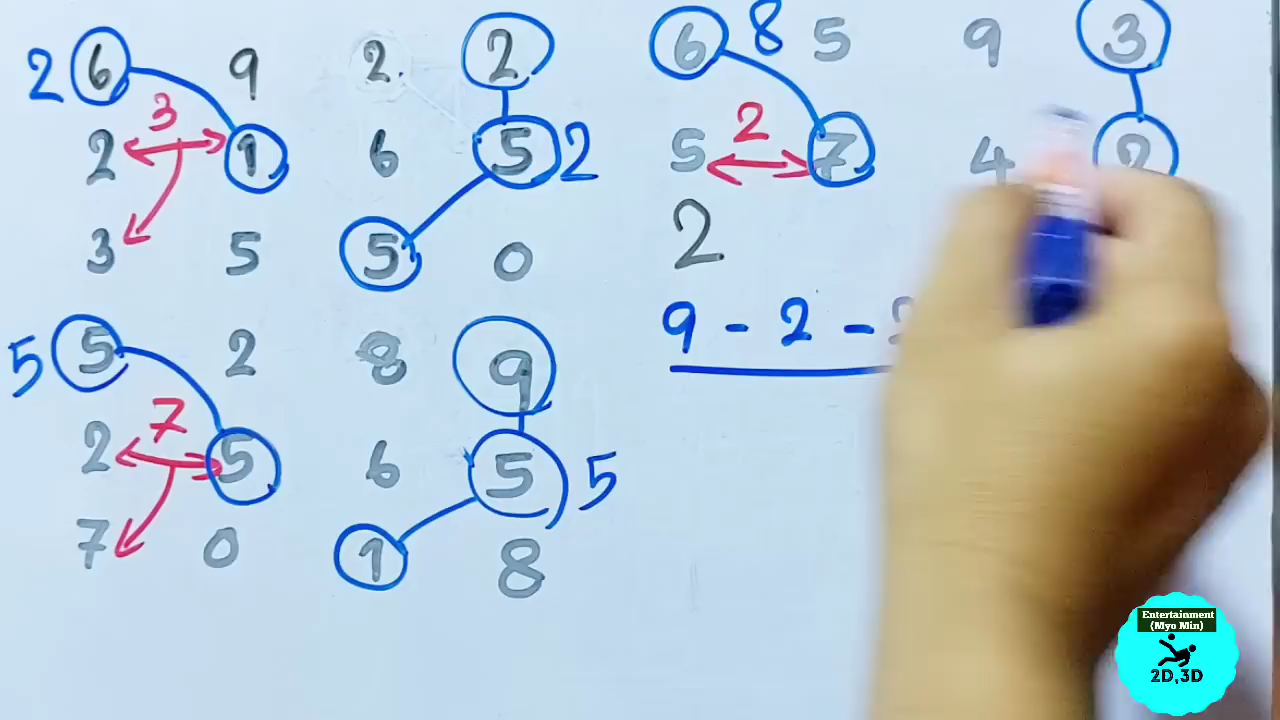 2 6 9 2 2
3
2 1 6 5 2
3 5 5 0
5 5 2 8 9
7
2 5 6 5 5
7 0 1 8
6 8 5 9 3
2
5 7 4
2
9 - 2 -
Entertainment
(Myo Min)
2D,3D